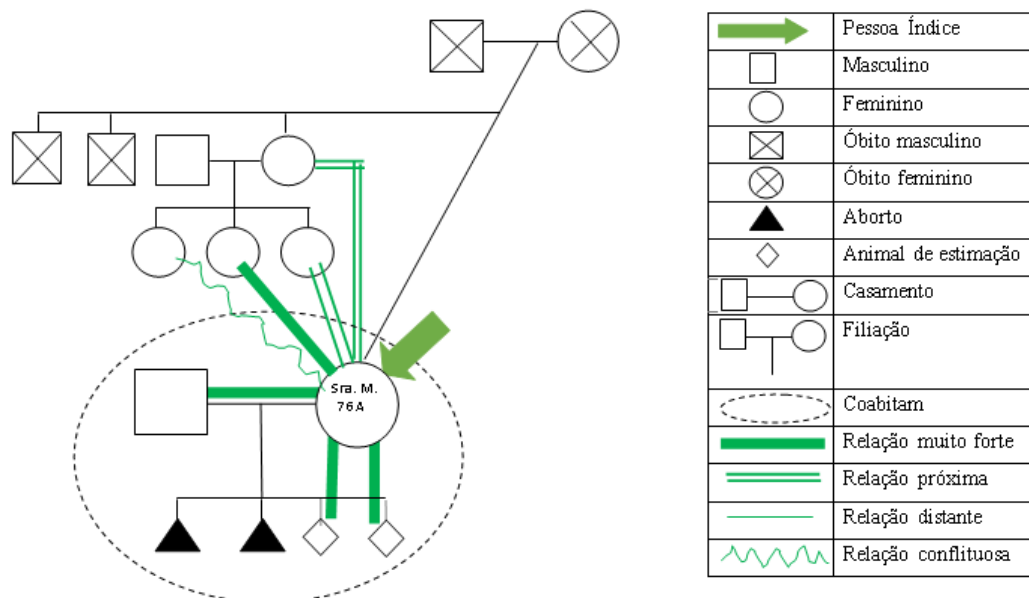 Sra. M.
76A
Pessoa Índice
Masculino
Feminino
Óbito masculino
Óbito feminino
Aborto
Animal de estimação
Casamento
Filiação
Coabitam
Relação muito forte
Relação próxima
Relação distante
Relação conflituosa